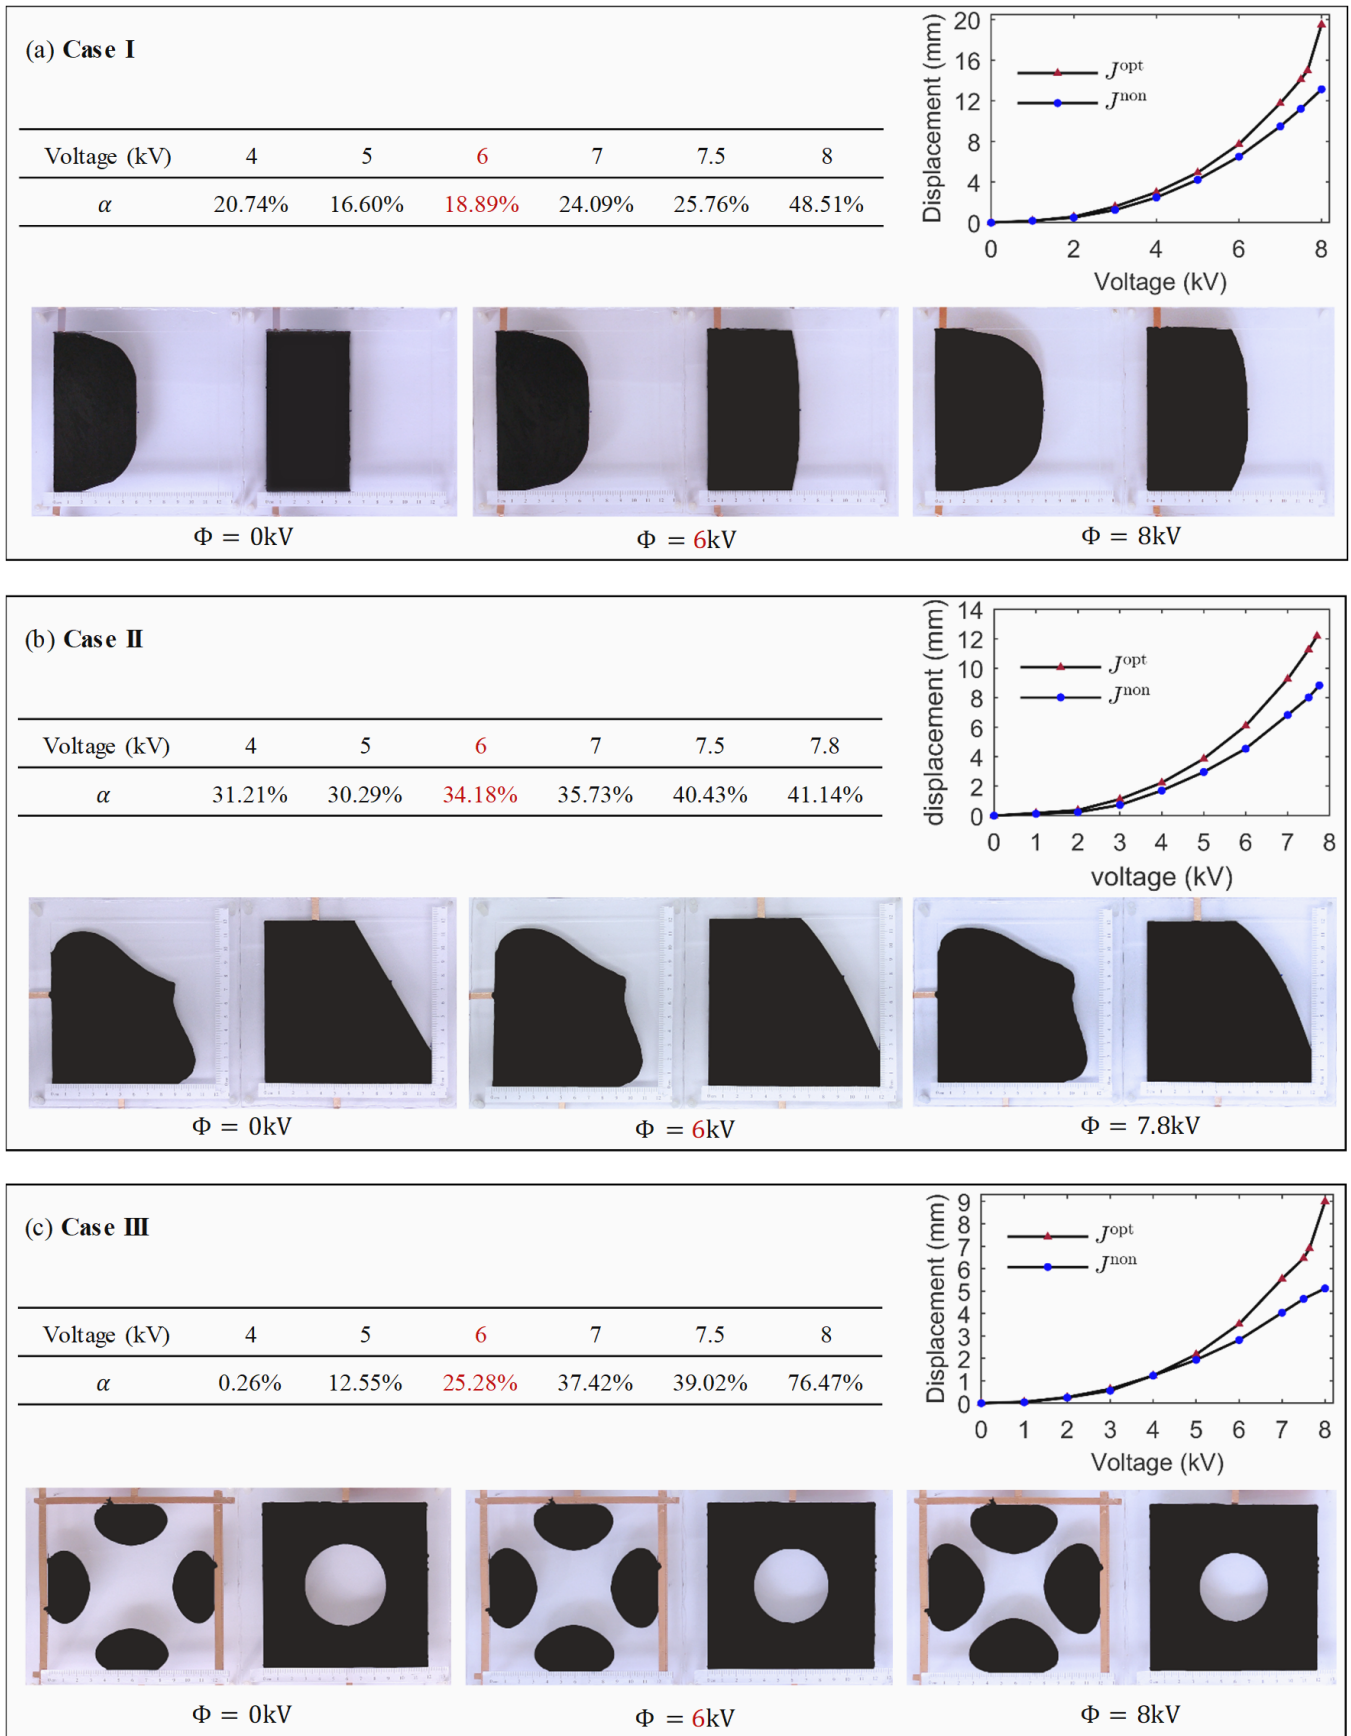 (a) Case I
Voltage (kV) 4 5 6 7 7.5 8
α 20.74% 16.60% 18.89% 24.09% 25.76% 48.51%
Displacement (mm)
20
16
12
8
4
0
J^opt
J^non
0 2 4 6 8
Voltage (kV)
Φ = 0kV
Φ = 6kV
Φ = 8kV
(b) Case II
Voltage (kV) 4 5 6 7 7.5 7.8
α 31.21% 30.29% 34.18% 35.73% 40.43% 41.14%
displacement (mm)
14
12
10
8
6
4
2
0
J^opt
J^non
0 1 2 3 4 5 6 7 8
voltage (kV)
Φ = 0kV
Φ = 6kV
Φ = 7.8kV
(c) Case III
Voltage (kV) 4 5 6 7 7.5 8
α 0.26% 12.55% 25.28% 37.42% 39.02% 76.47%
Displacement (mm)
9
8
7
6
5
4
3
2
1
0
J^opt
J^non
0 1 2 3 4 5 6 7 8
Voltage (kV)
Φ = 0kV
Φ = 6kV
Φ = 8kV